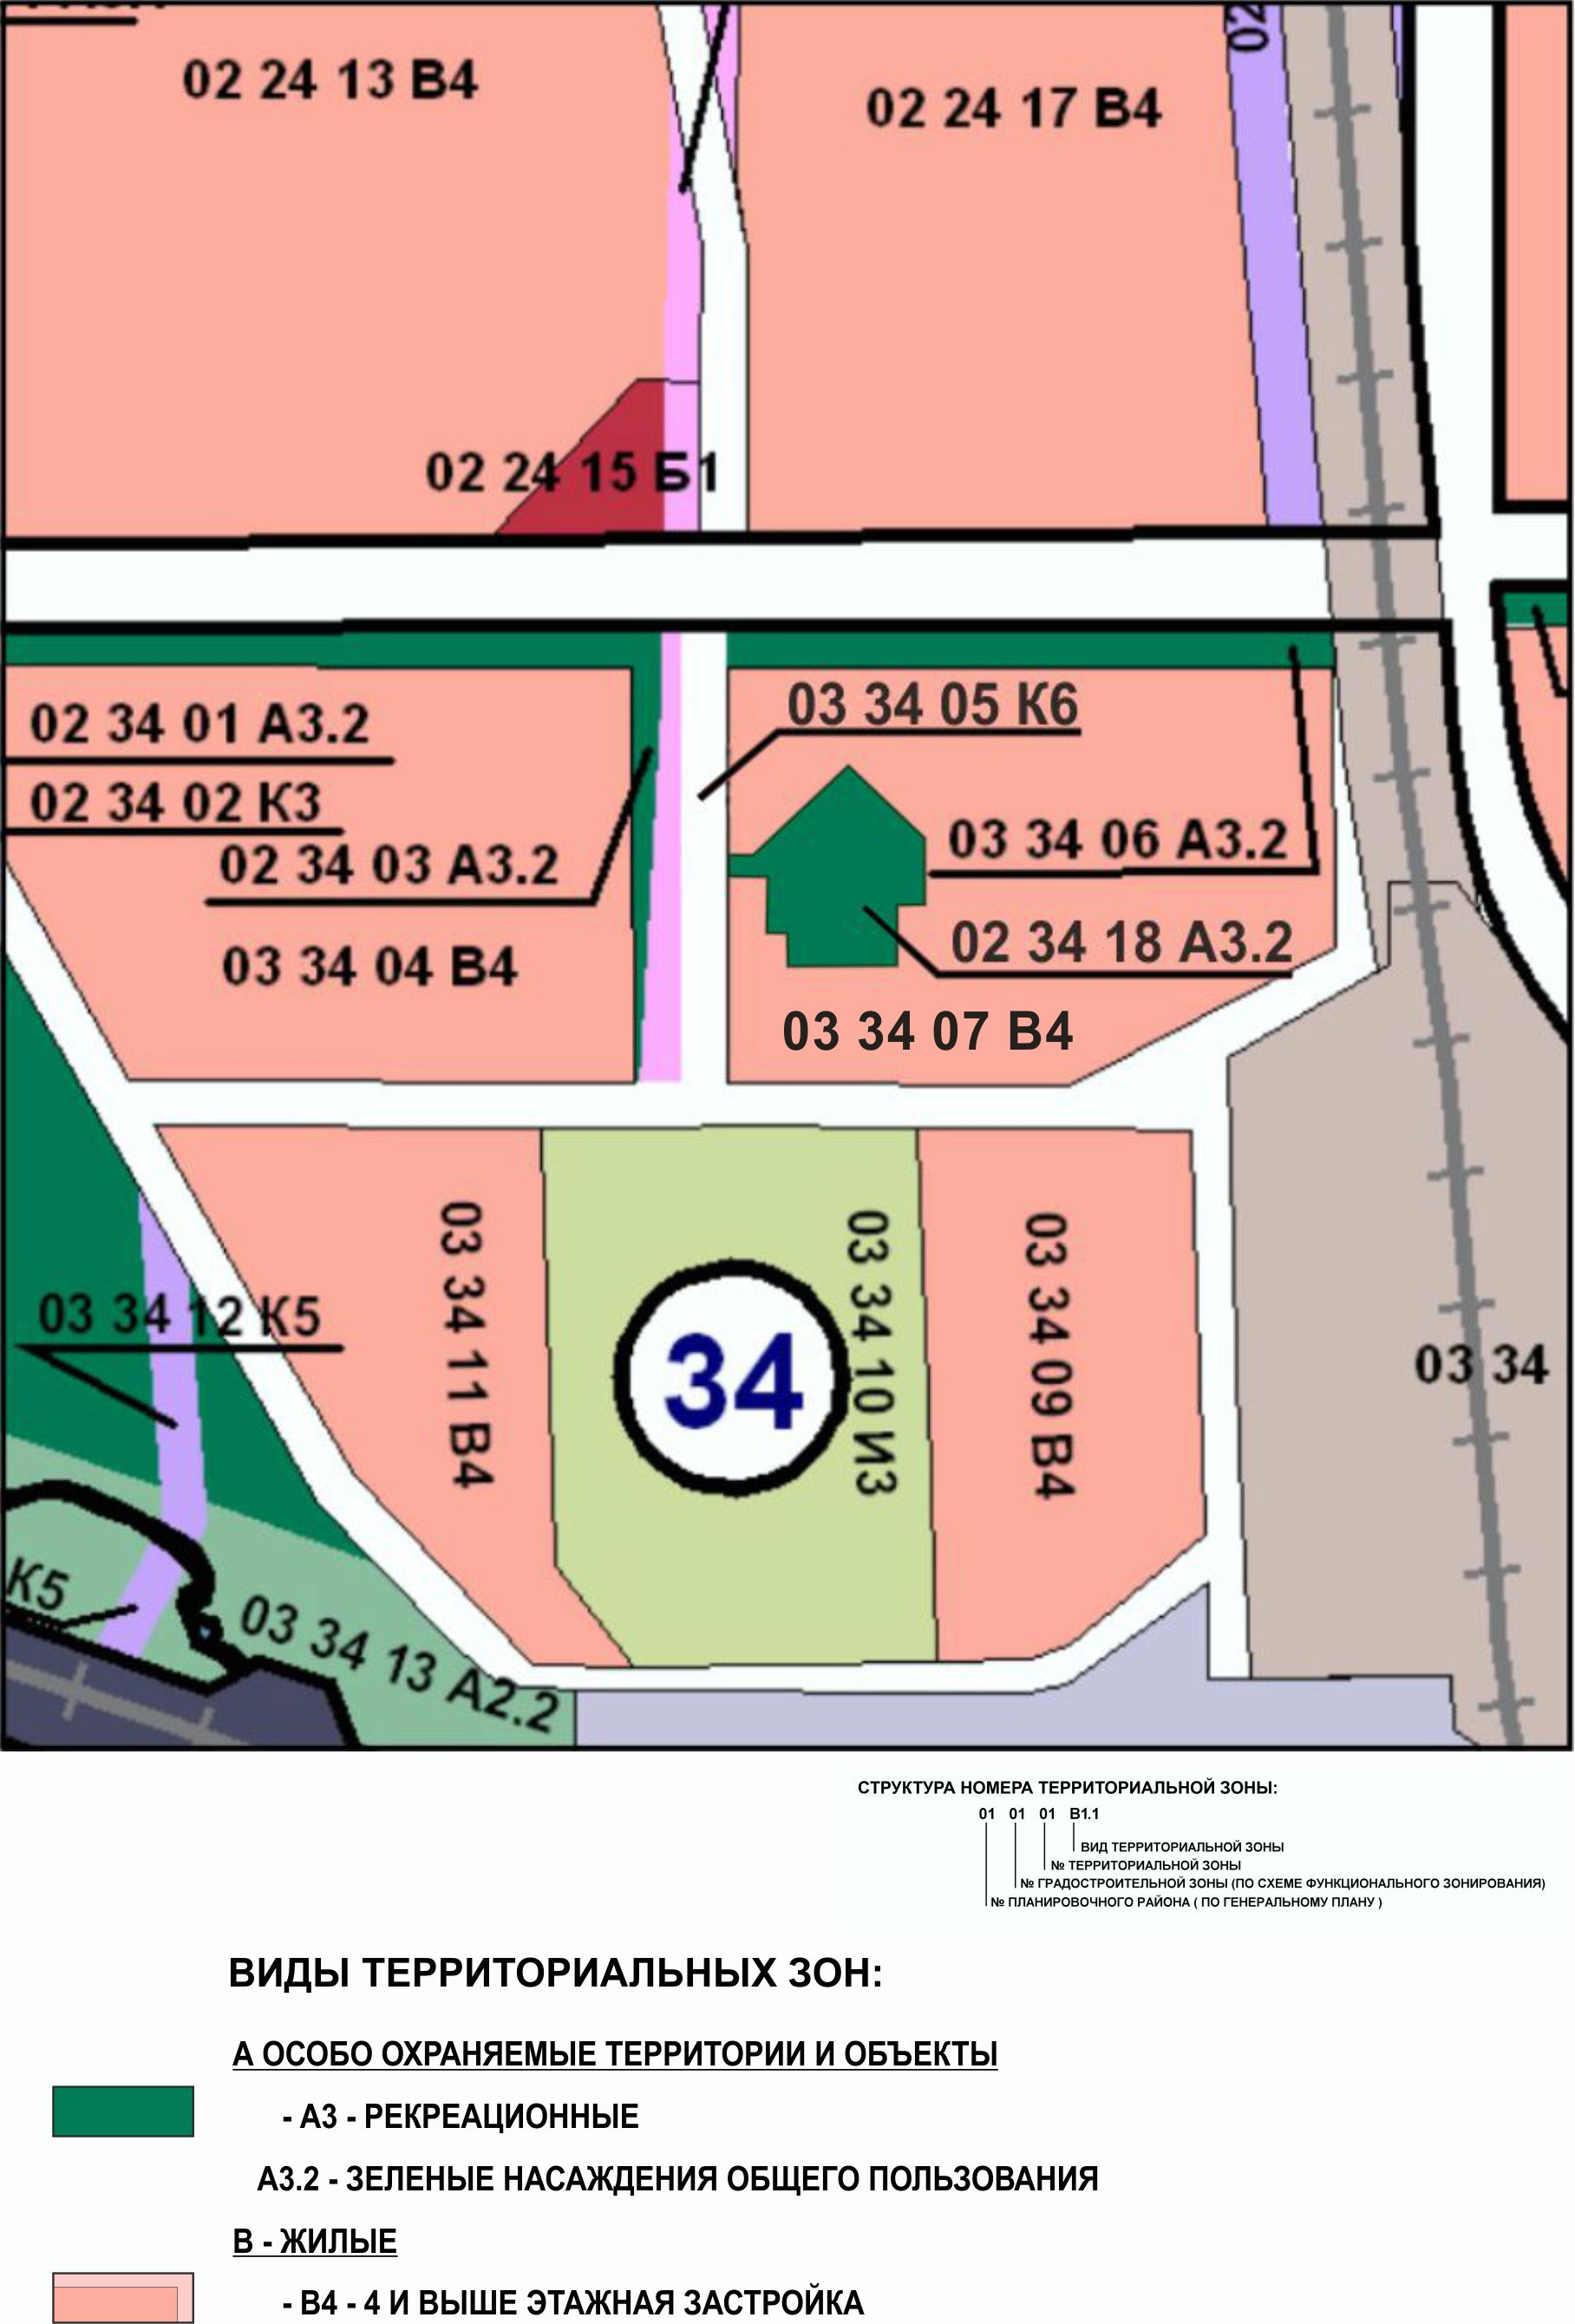 02 24 13 В4
02 24 17 В4
02
02 24 15 Б1
02 34 01 А3.2
02 34 02 К3
02 34 03 А3.2
03 34 04 В4
03 34 05 К6
03 34 06 А3.2
02 34 18 А3.2
03 34 07 В4
03 34 11 В4
34
03 34 10 И3
03 34 09 В4
03 34
03 34 12 К5
К5
03 34 13 А2.2
СТРУКТУРА НОМЕРА ТЕРРИТОРИАЛЬНОЙ ЗОНЫ:
01 01 01 В1.1
ВИД ТЕРРИТОРИАЛЬНОЙ ЗОНЫ
№ ТЕРРИТОРИАЛЬНОЙ ЗОНЫ
№ ГРАДОСТРОИТЕЛЬНОЙ ЗОНЫ (ПО СХЕМЕ ФУНКЦИОНАЛЬНОГО ЗОНИРОВАНИЯ)
№ ПЛАНИРОВОЧНОГО РАЙОНА ( ПО ГЕНЕРАЛЬНОМУ ПЛАНУ )
ВИДЫ ТЕРРИТОРИАЛЬНЫХ ЗОН:
А ОСОБО ОХРАНЯЕМЫЕ ТЕРРИТОРИИ И ОБЪЕКТЫ
- А3 - РЕКРЕАЦИОННЫЕ
А3.2 - ЗЕЛЕНЫЕ НАСАЖДЕНИЯ ОБЩЕГО ПОЛЬЗОВАНИЯ
В - ЖИЛЫЕ
- В4 - 4 И ВЫШЕ ЭТАЖНАЯ ЗАСТРОЙКА